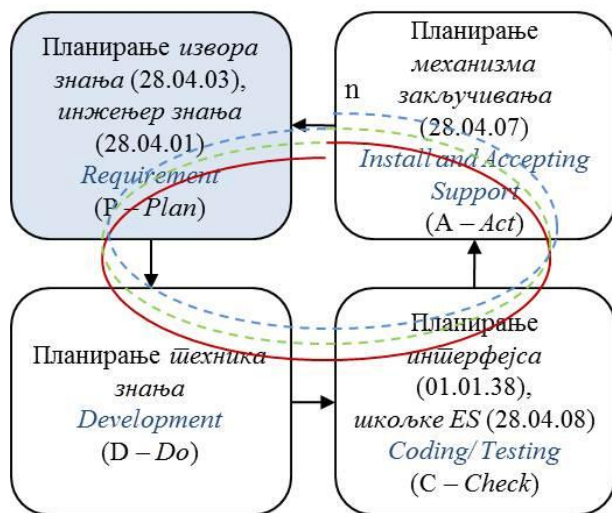 Планирање извора
знања (28.04.03),
инжењер знања
(28.04.01)
Requirement
(P – Plan)
Планирање
механизма
закључивања
(28.04.07)
Install and Accepting
Support
(A – Act)
n
Планирање техника
знања
Development
(D – Do)
Планирање
интерфејса
(01.01.38),
шкољке ES (28.04.08)
Coding/ Testing
(C – Check)